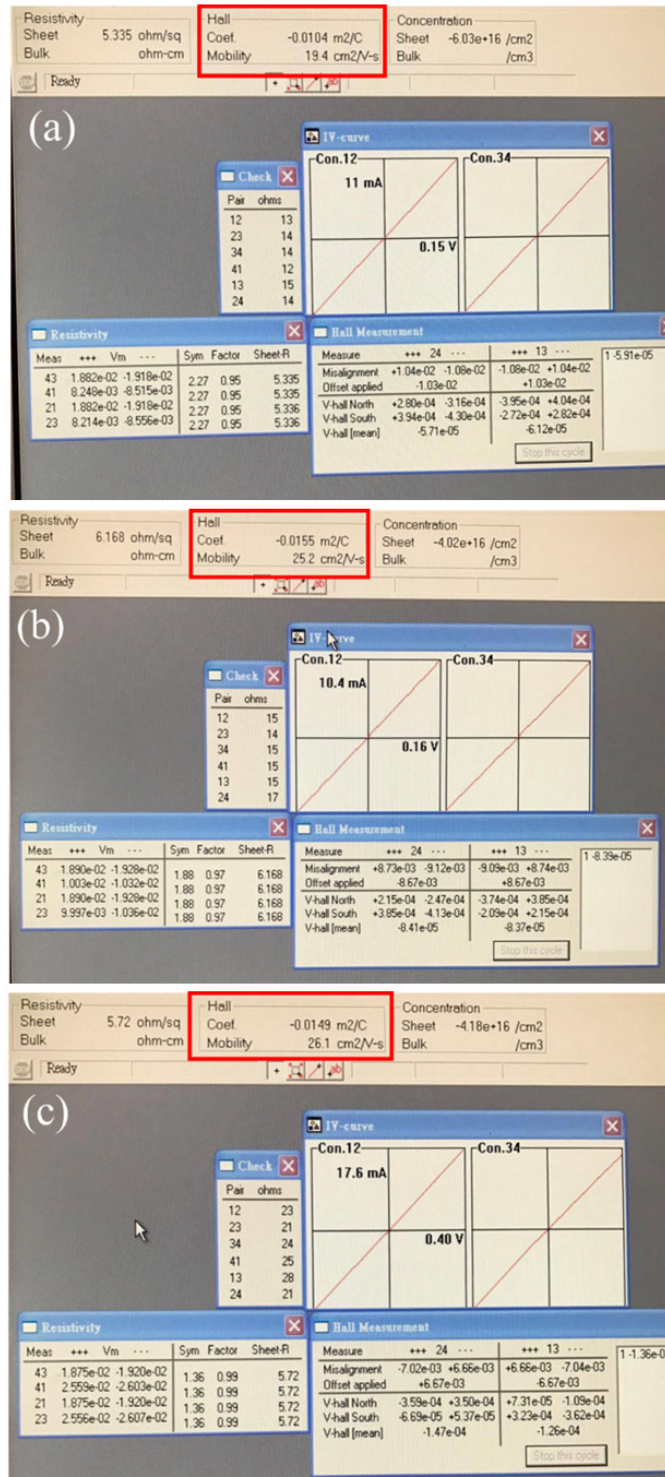 Resistivity
Sheet 5.335 ohm/sq
Bulk ohm-cm
Hall
Coef. -0.0104 m2/C
Mobility 19.4 cm2/V-s
Concentration
Sheet -6.03e+16 /cm2
Bulk /cm3
Ready
ab
(a)
IV-curve
Con.12
11 mA
0.15 V
Con.34
Check
Pair ohms
12 13
23 14
34 14
41 12
13 15
24 14
Resistivity
Meas +++ Vm --- Sym Factor Sheet-R
43 1.882e-02 -1.918e-02 2.27 0.95 5.335
41 8.248e-03 -8.515e-03 2.27 0.95 5.335
21 1.882e-02 -1.918e-02 2.27 0.95 5.336
23 8.214e-03 -8.556e-03 2.27 0.95 5.336
Hall Measurement
Measure +++ 24 --- +++ 13 ---
Misalignment +1.04e-02 -1.08e-02 -1.08e-02 +1.04e-02
Offset applied -1.03e-02 +1.03e-02
V-hall North +2.80e-04 -3.16e-04 -3.95e-04 +4.04e-04
V-hall South +3.94e-04 -4.30e-04 -2.72e-04 +2.82e-04
V-hall [mean] -5.71e-05 -6.12e-05
1 -5.91e-05
Stop this cycle
Resistivity
Sheet 6.168 ohm/sq
Bulk ohm-cm
Hall
Coef. -0.0155 m2/C
Mobility 25.2 cm2/V-s
Concentration
Sheet -4.02e+16 /cm2
Bulk /cm3
Ready
ab
(b)
IV-curve
Con.12
10.4 mA
0.16 V
Con.34
Check
Pair ohms
12 15
23 14
34 15
41 15
13 15
24 17
Resistivity
Meas +++ Vm --- Sym Factor Sheet-R
43 1.890e-02 -1.928e-02 1.88 0.97 6.168
41 1.003e-02 -1.032e-02 1.88 0.97 6.168
21 1.890e-02 -1.928e-02 1.88 0.97 6.168
23 9.997e-03 -1.036e-02 1.88 0.97 6.168
Hall Measurement
Measure +++ 24 --- +++ 13 ---
Misalignment +8.73e-03 -9.12e-03 -9.09e-03 +8.74e-03
Offset applied -8.67e-03 +8.67e-03
V-hall North +2.15e-04 -2.47e-04 -3.74e-04 +3.85e-04
V-hall South +3.85e-04 -4.13e-04 -2.09e-04 +2.15e-04
V-hall [mean] -8.41e-05 -8.37e-05
1 -8.39e-05
Stop this cycle
Resistivity
Sheet 5.72 ohm/sq
Bulk ohm-cm
Hall
Coef. -0.0149 m2/C
Mobility 26.1 cm2/V-s
Concentration
Sheet -4.18e+16 /cm2
Bulk /cm3
Ready
ab
(c)
IV-curve
Con.12
17.6 mA
0.40 V
Con.34
Check
Pair ohms
12 23
23 21
34 24
41 25
13 28
24 21
Resistivity
Meas +++ Vm --- Sym Factor Sheet-R
43 1.875e-02 -1.920e-02 1.36 0.99 5.72
41 2.559e-02 -2.603e-02 1.36 0.99 5.72
21 1.875e-02 -1.920e-02 1.36 0.99 5.72
23 2.556e-02 -2.607e-02 1.36 0.99 5.72
Hall Measurement
Measure +++ 24 --- +++ 13 ---
Misalignment -7.02e-03 +6.66e-03 +6.66e-03 -7.04e-03
Offset applied +6.67e-03 -6.67e-03
V-hall North -3.59e-04 +3.50e-04 +7.31e-05 -1.09e-04
V-hall South -6.69e-05 +5.37e-05 +3.23e-04 -3.62e-04
V-hall [mean] -1.47e-04 -1.26e-04
1 -1.36e-0
Stop this cycle